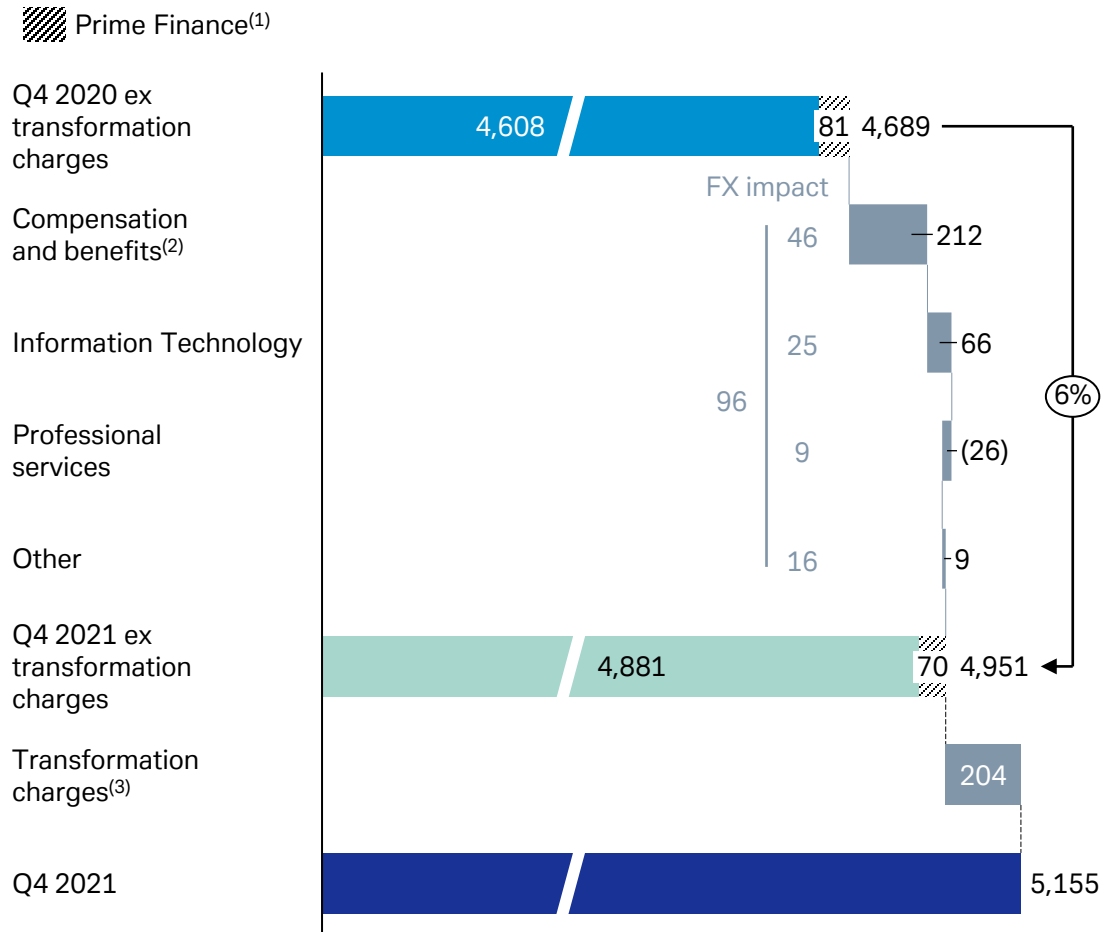 Prime Finance(1)
Q4 2020 ex
transformation
charges
4,608
81
4,689
FX impact
Compensation
and benefits(2)
46
212
Information Technology
25
66
96
6%
Professional
services
9
(26)
Other
16
9
Q4 2021 ex
transformation
charges
4,881
70
4,951
Transformation
charges(3)
204
Q4 2021
5,155